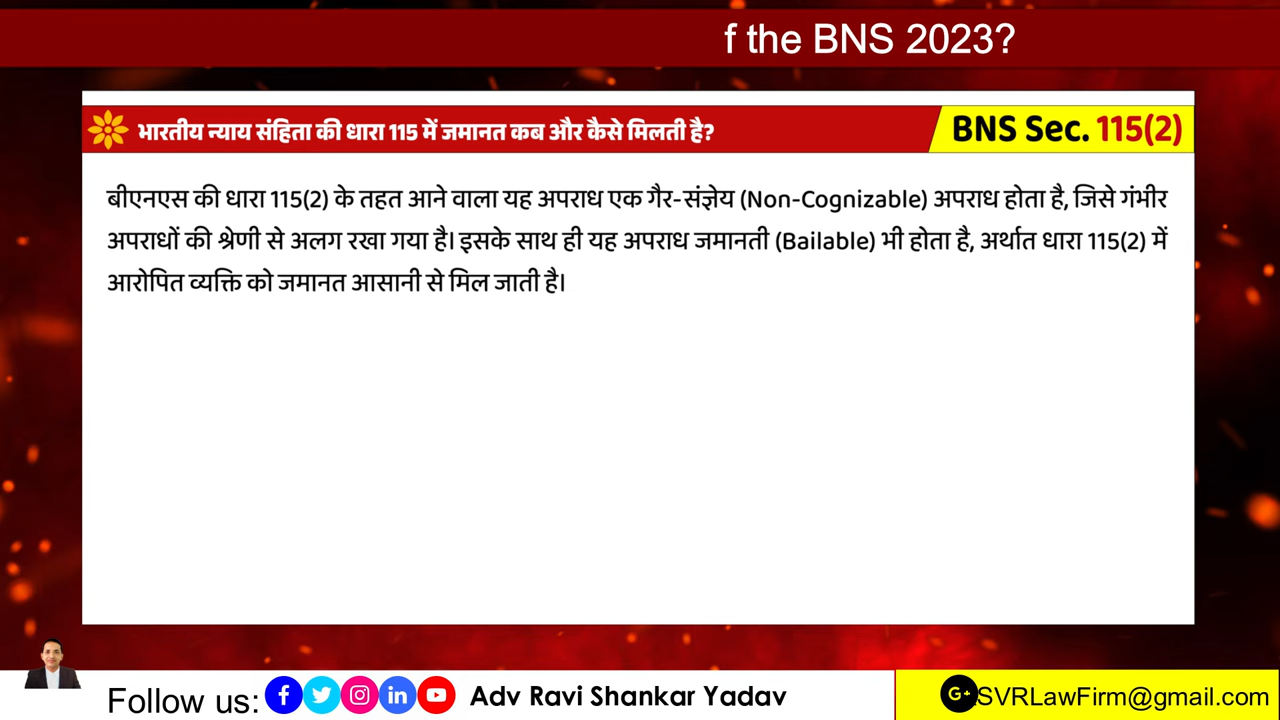 f the BNS 2023?
भारतीय न्याय संहिता की धारा 115 में जमानत कब और कैसे मिलती है?
BNS Sec. 115(2)
बीएनएस की धारा 115(2) के तहत आने वाला यह अपराध एक गैर-संज्ञेय (Non-Cognizable) अपराध होता है, जिसे गंभीर
अपराधों की श्रेणी से अलग रखा गया है। इसके साथ ही यह अपराध जमानती (Bailable) भी होता है, अर्थात धारा 115(2) में
आरोपित व्यक्ति को जमानत आसानी से मिल जाती है।
Follow us:
Adv Ravi Shankar Yadav
G+
SVRLawFirm@gmail.com